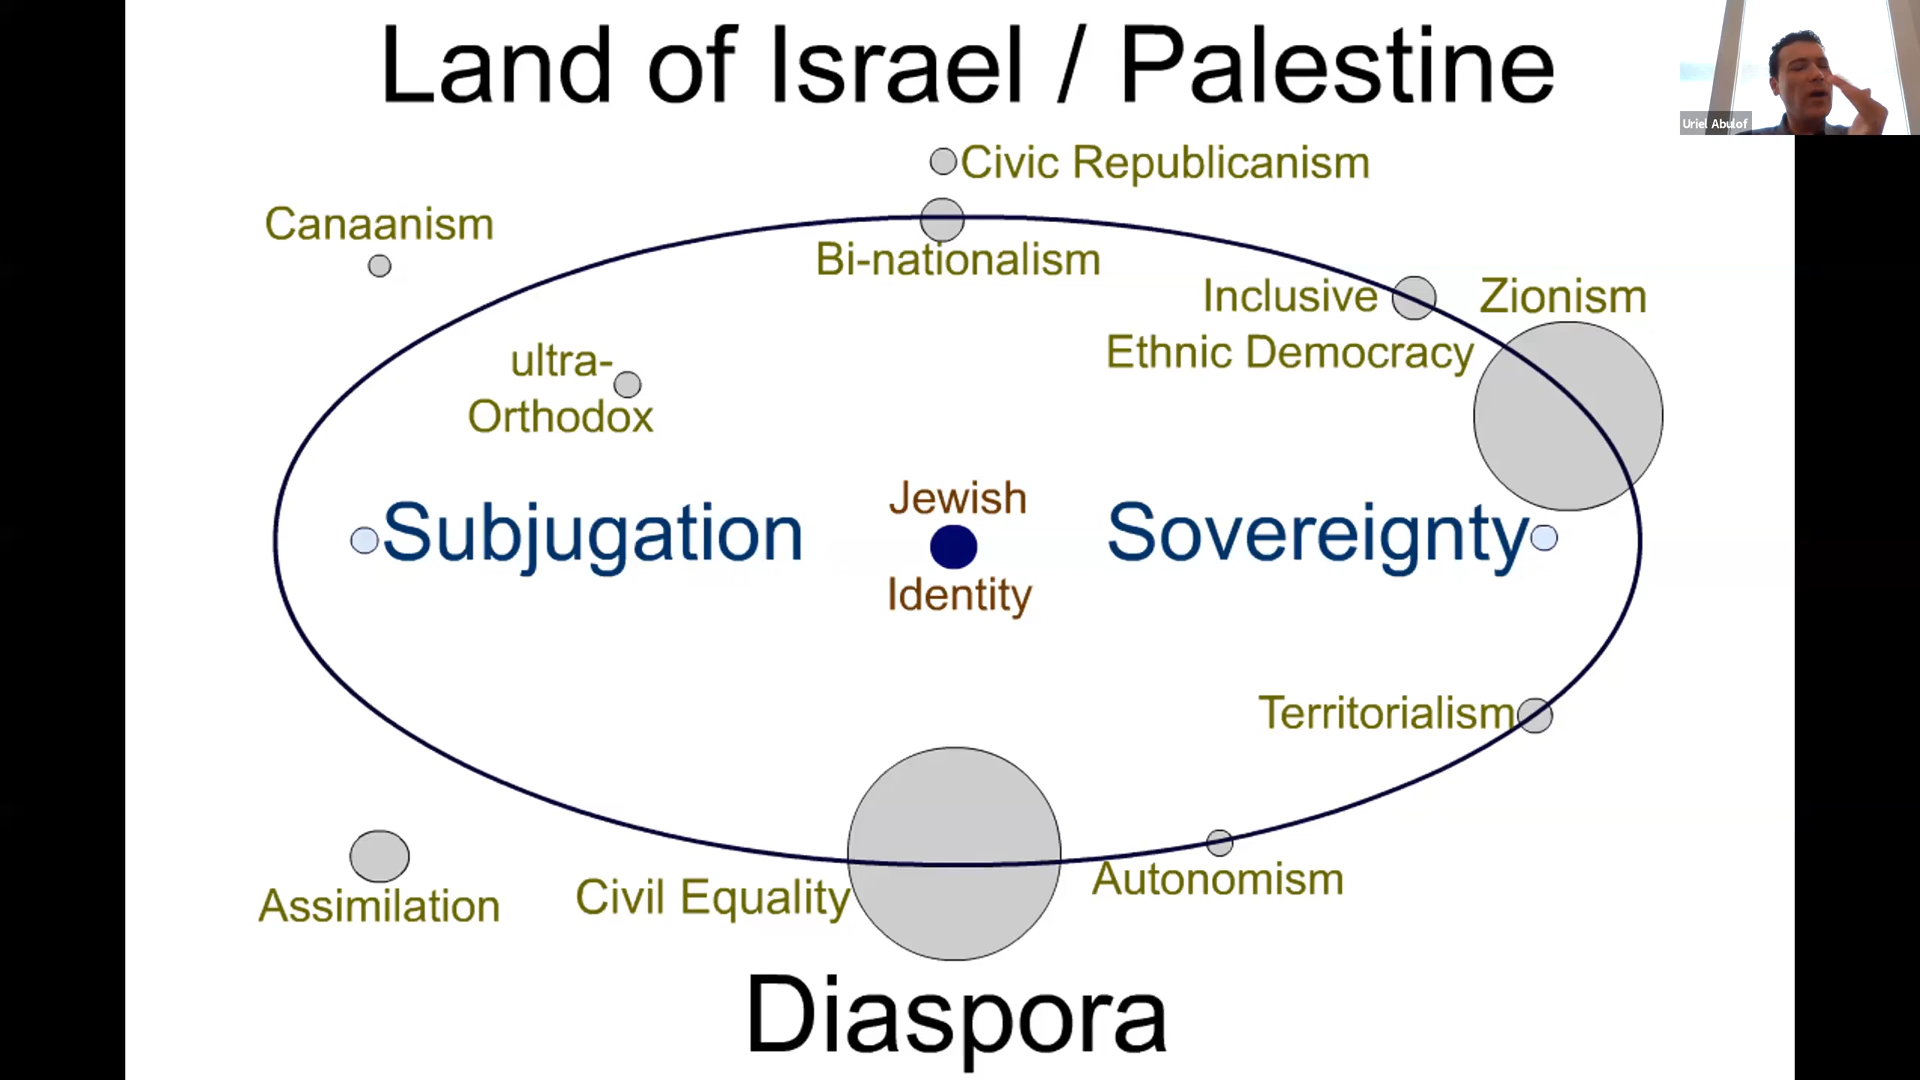 Land of Israel / Palestine
Uriel Abulof
Civic Republicanism
Canaanism
Bi-nationalism
Inclusive
Ethnic Democracy
Zionism
ultra-
Orthodox
Subjugation
Jewish
Identity
Sovereignty
Territorialism
Assimilation
Civil Equality
Autonomism
Diaspora